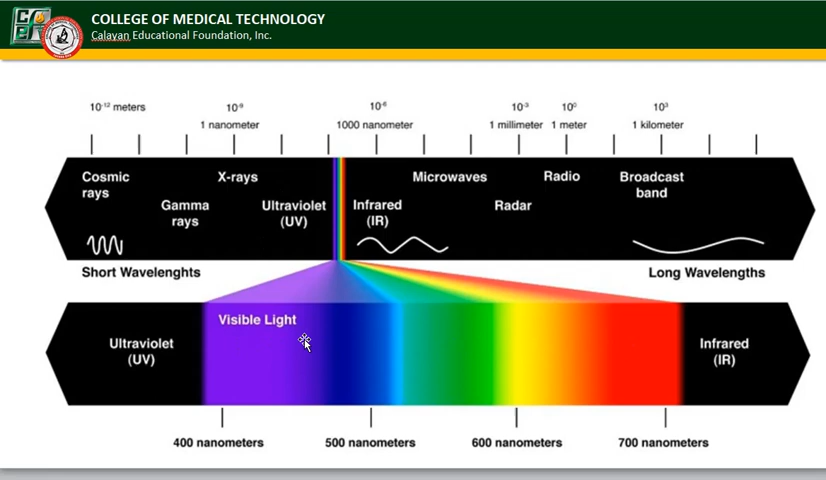 COLLEGE OF MEDICAL TECHNOLOGY
Calayan Educational Foundation, Inc.
10⁻¹² meters
10⁻⁹
10⁻⁶
10⁻³
10⁰
10³
1 nanometer
1000 nanometer
1 millimeter
1 meter
1 kilometer
Cosmic
rays
X-rays
Microwaves
Radio
Broadcast
band
Gamma
rays
Ultraviolet
(UV)
Infrared
(IR)
Radar
Short Wavelenghts
Long Wavelengths
Visible Light
Ultraviolet
(UV)
Infrared
(IR)
400 nanometers
500 nanometers
600 nanometers
700 nanometers